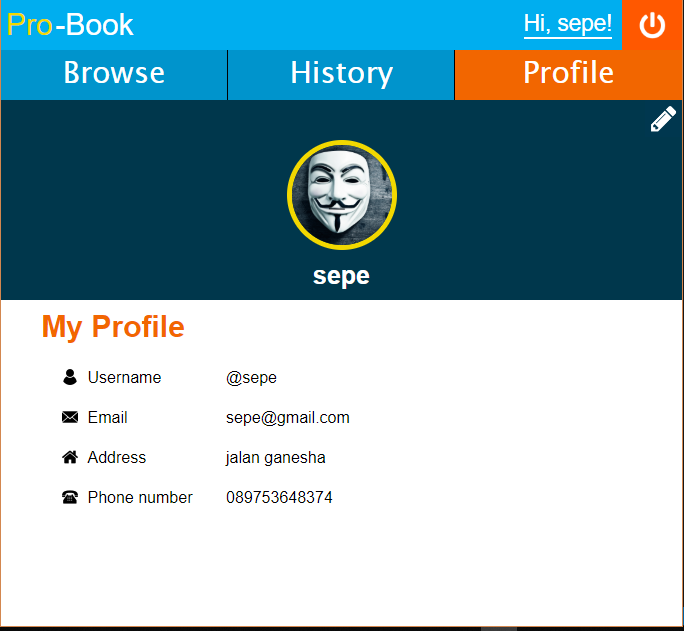 Pro-Book
Hi, sepe!
Browse
History
Profile
sepe
My Profile
Username @sepe
Email sepe@gmail.com
Address jalan ganesha
Phone number 089753648374